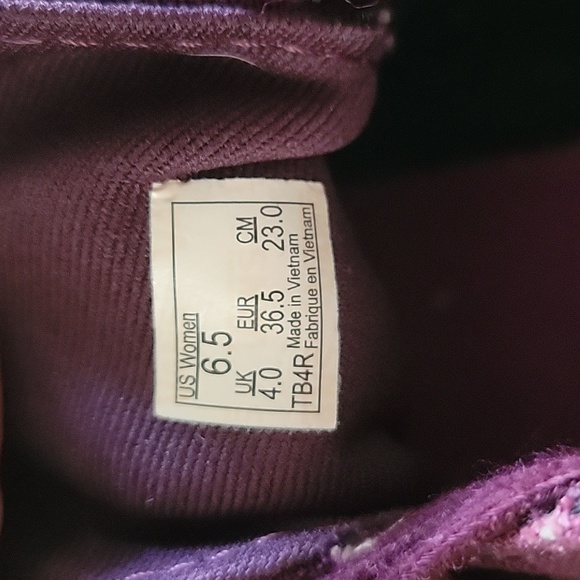 US Women
6.5
UK EUR CM
4.0 36.5 23.0
TB4R Made in Vietnam
Fabrique en Vietnam